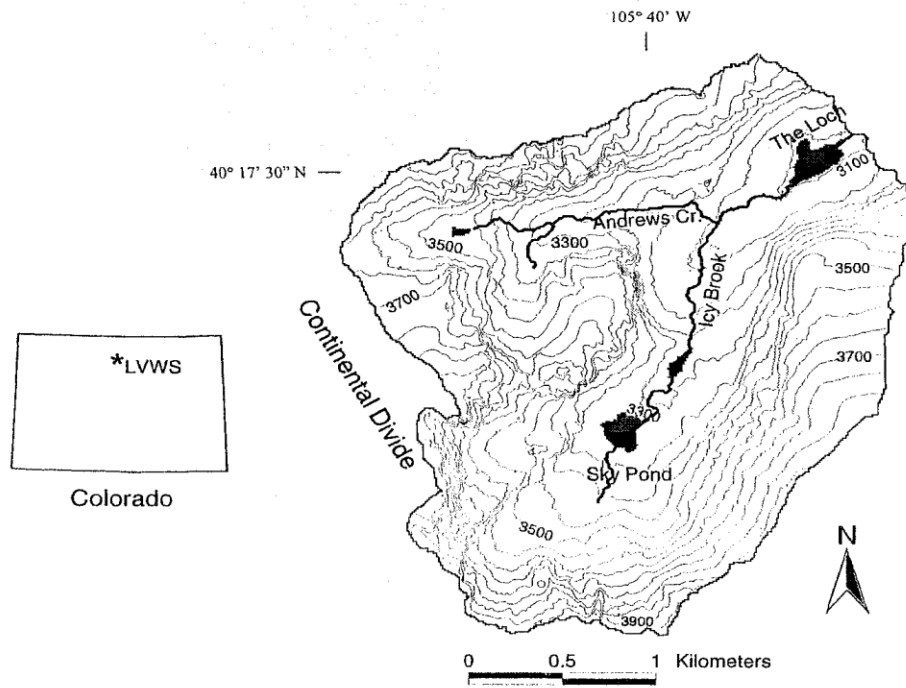 105° 40' W
The Loch
3100
40° 17' 30" N
Andrews Cr.
3500
3300
3500
Icy Brook
3700
Continental Divide
3700
*LVWS
3300
Colorado
Sky Pond
3500
N
3900
0 0.5 1 Kilometers